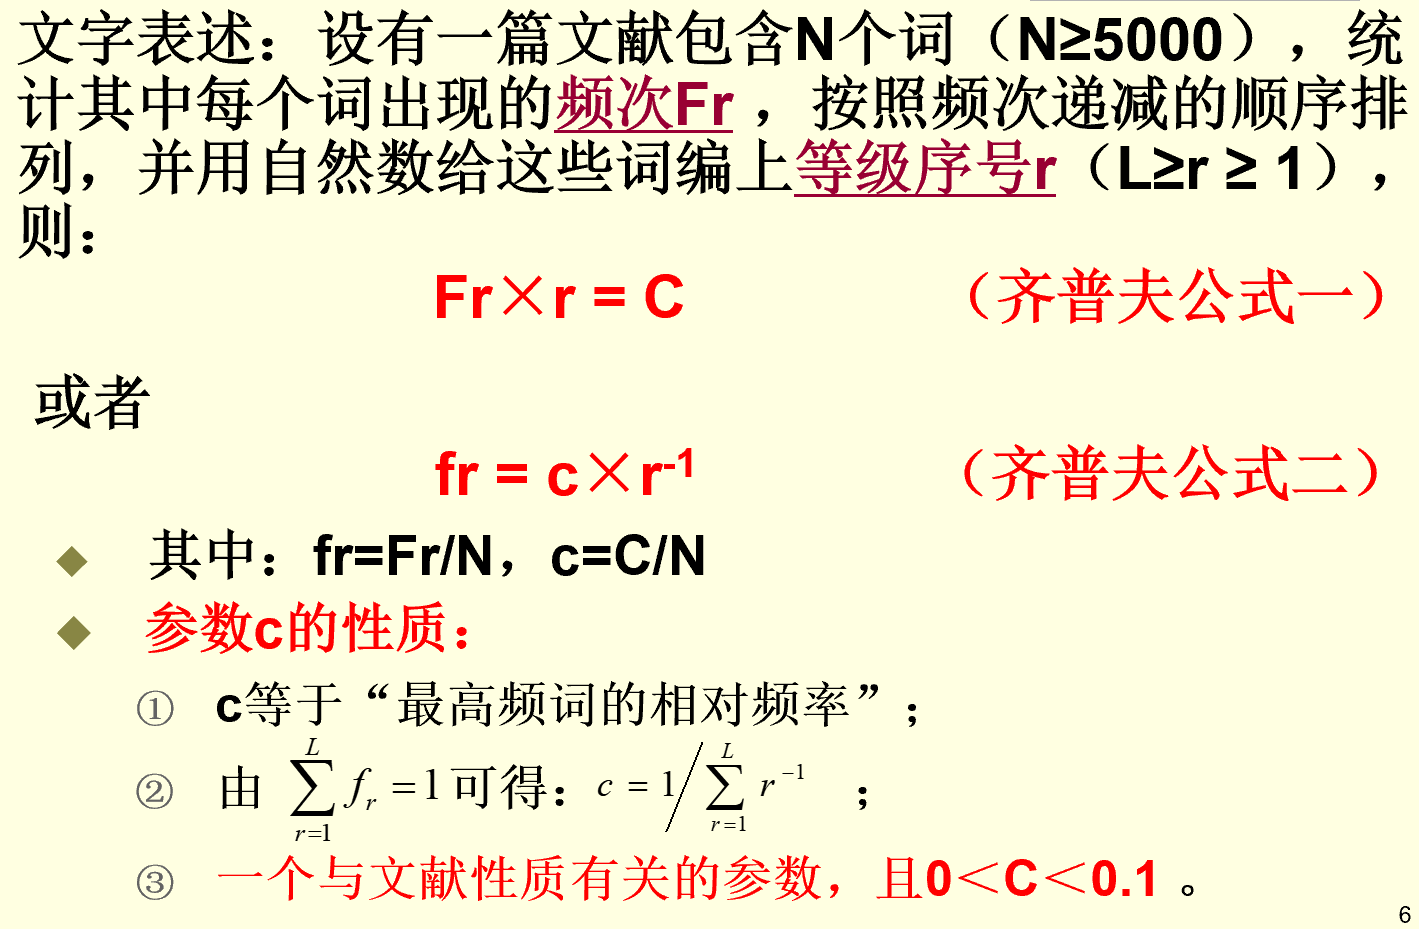 文字表述：设有一篇文献包含N个词（N≥5000），统
计其中每个词出现的频次Fr ，按照频次递减的顺序排
列，并用自然数给这些词编上等级序号r（L≥r ≥ 1），
则：
Fr×r = C （齐普夫公式一）
或者
fr = c×r⁻¹ （齐普夫公式二）
◆ 其中：fr=Fr/N，c=C/N
◆ 参数c的性质：
① c等于“最高频词的相对频率”；
② 由 $\sum_{r=1}^{L} f_r = 1$ 可得：$c = 1 / \sum_{r=1}^{L} r^{-1}$ ；
③ 一个与文献性质有关的参数，且0＜C＜0.1 。
6